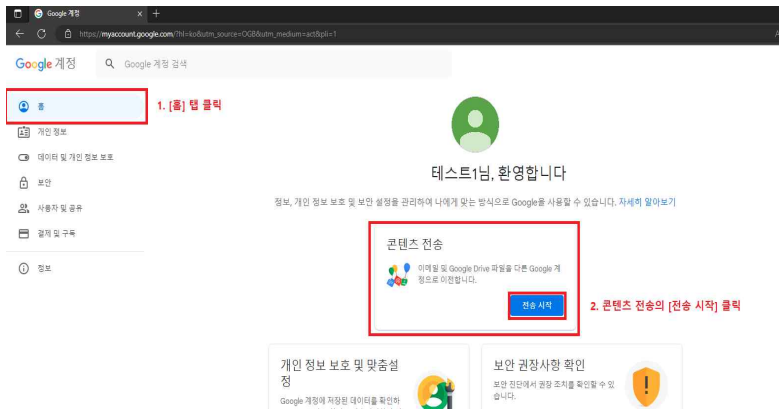 Google 계정
https://myaccount.google.com/?hl=ko&utm_source=OGB&utm_medium=act&pli=1
Google 계정
Google 계정 검색
홈
1. [홈] 탭 클릭
개인 정보
데이터 및 개인 정보 보호
보안
사용자 및 공유
결제 및 구독
정보
테스트1님, 환영합니다
정보, 개인 정보 보호 및 보안 설정을 관리하여 나에게 맞는 방식으로 Google을 사용할 수 있습니다. 자세히 알아보기
콘텐츠 전송
이메일 및 Google Drive 파일을 다른 Google 계
정으로 이전합니다.
전송 시작
2. 콘텐츠 전송의 [전송 시작] 클릭
개인 정보 보호 및 맞춤설
정
Google 계정에 저장된 데이터를 확인하
보안 권장사항 확인
보안 진단에서 권장 조치를 확인할 수 있
습니다.